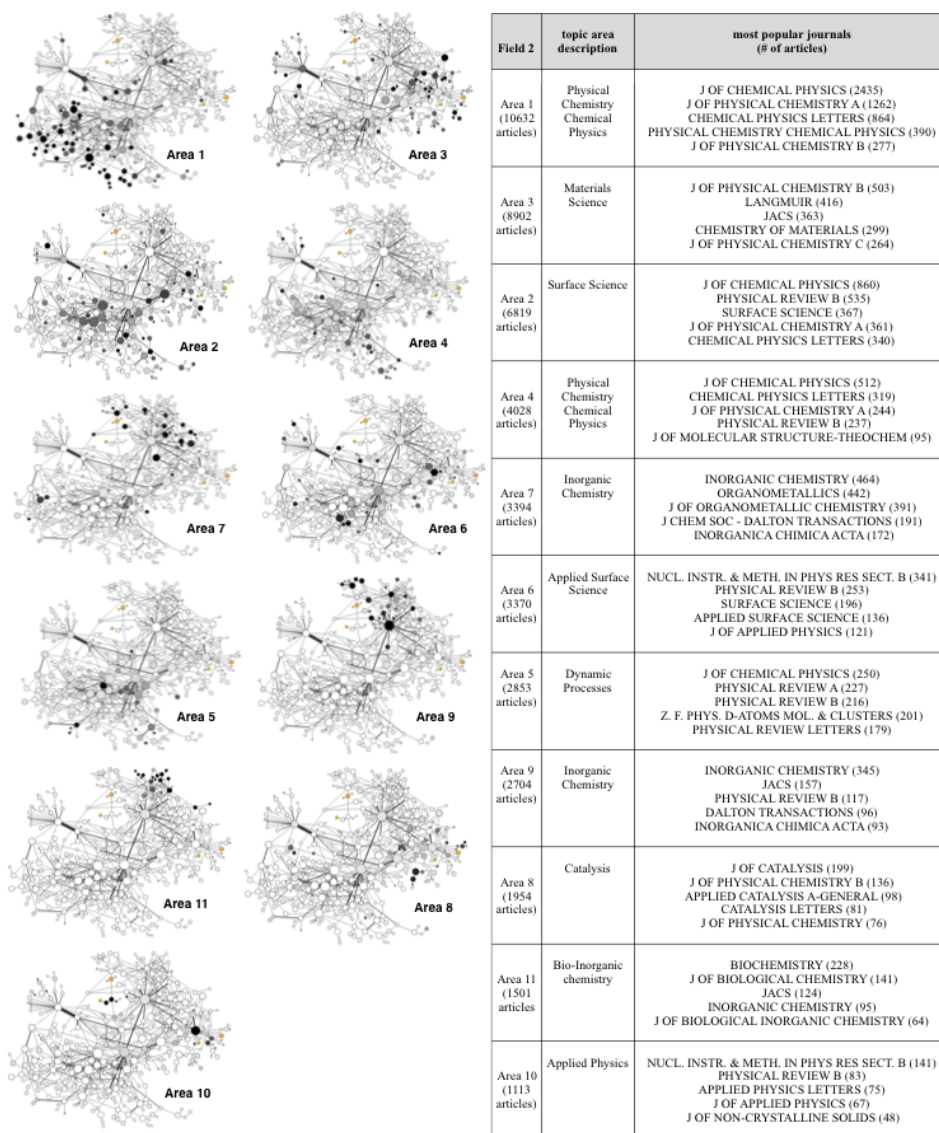 Area 1
Area 3
Area 2
Area 4
Area 7
Area 6
Area 5
Area 9
Area 11
Area 8
Area 10
Field 2
topic area
description
most popular journals
(# of articles)
Area 1
(10632
articles)
Physical
Chemistry
Chemical
Physics
J OF CHEMICAL PHYSICS (2435)
J OF PHYSICAL CHEMISTRY A (1262)
CHEMICAL PHYSICS LETTERS (864)
PHYSICAL CHEMISTRY CHEMICAL PHYSICS (390)
J OF PHYSICAL CHEMISTRY B (277)
Area 3
(8902
articles)
Materials
Science
J OF PHYSICAL CHEMISTRY B (503)
LANGMUIR (416)
JACS (363)
CHEMISTRY OF MATERIALS (299)
J OF PHYSICAL CHEMISTRY C (264)
Area 2
(6819
articles)
Surface Science
J OF CHEMICAL PHYSICS (860)
PHYSICAL REVIEW B (535)
SURFACE SCIENCE (367)
J OF PHYSICAL CHEMISTRY A (361)
CHEMICAL PHYSICS LETTERS (340)
Area 4
(4028
articles)
Physical
Chemistry
Chemical
Physics
J OF CHEMICAL PHYSICS (512)
CHEMICAL PHYSICS LETTERS (319)
J OF PHYSICAL CHEMISTRY A (244)
PHYSICAL REVIEW B (237)
J OF MOLECULAR STRUCTURE-THEOCHEM (95)
Area 7
(3394
articles)
Inorganic
Chemistry
INORGANIC CHEMISTRY (464)
ORGANOMETALLICS (442)
J OF ORGANOMETALLIC CHEMISTRY (391)
J CHEM SOC - DALTON TRANSACTIONS (191)
INORGANICA CHIMICA ACTA (172)
Area 6
(3370
articles)
Applied Surface
Science
NUCL. INSTR. & METH. IN PHYS RES SECT. B (341)
PHYSICAL REVIEW B (253)
SURFACE SCIENCE (196)
APPLIED SURFACE SCIENCE (136)
J OF APPLIED PHYSICS (121)
Area 5
(2853
articles)
Dynamic
Processes
J OF CHEMICAL PHYSICS (250)
PHYSICAL REVIEW A (227)
PHYSICAL REVIEW B (216)
Z. F. PHYS. D-ATOMS MOL. & CLUSTERS (201)
PHYSICAL REVIEW LETTERS (179)
Area 9
(2704
articles)
Inorganic
Chemistry
INORGANIC CHEMISTRY (345)
JACS (157)
PHYSICAL REVIEW B (117)
DALTON TRANSACTIONS (96)
INORGANICA CHIMICA ACTA (93)
Area 8
(1954
articles)
Catalysis
J OF CATALYSIS (199)
J OF PHYSICAL CHEMISTRY B (136)
APPLIED CATALYSIS A-GENERAL (98)
CATALYSIS LETTERS (81)
J OF PHYSICAL CHEMISTRY (76)
Area 11
(1501
articles
Bio-Inorganic
chemistry
BIOCHEMISTRY (228)
J OF BIOLOGICAL CHEMISTRY (141)
JACS (124)
INORGANIC CHEMISTRY (95)
J OF BIOLOGICAL INORGANIC CHEMISTRY (64)
Area 10
(1113
articles)
Applied Physics
NUCL. INSTR. & METH. IN PHYS RES SECT. B (141)
PHYSICAL REVIEW B (83)
APPLIED PHYSICS LETTERS (75)
J OF APPLIED PHYSICS (67)
J OF NON-CRYSTALLINE SOLIDS (48)